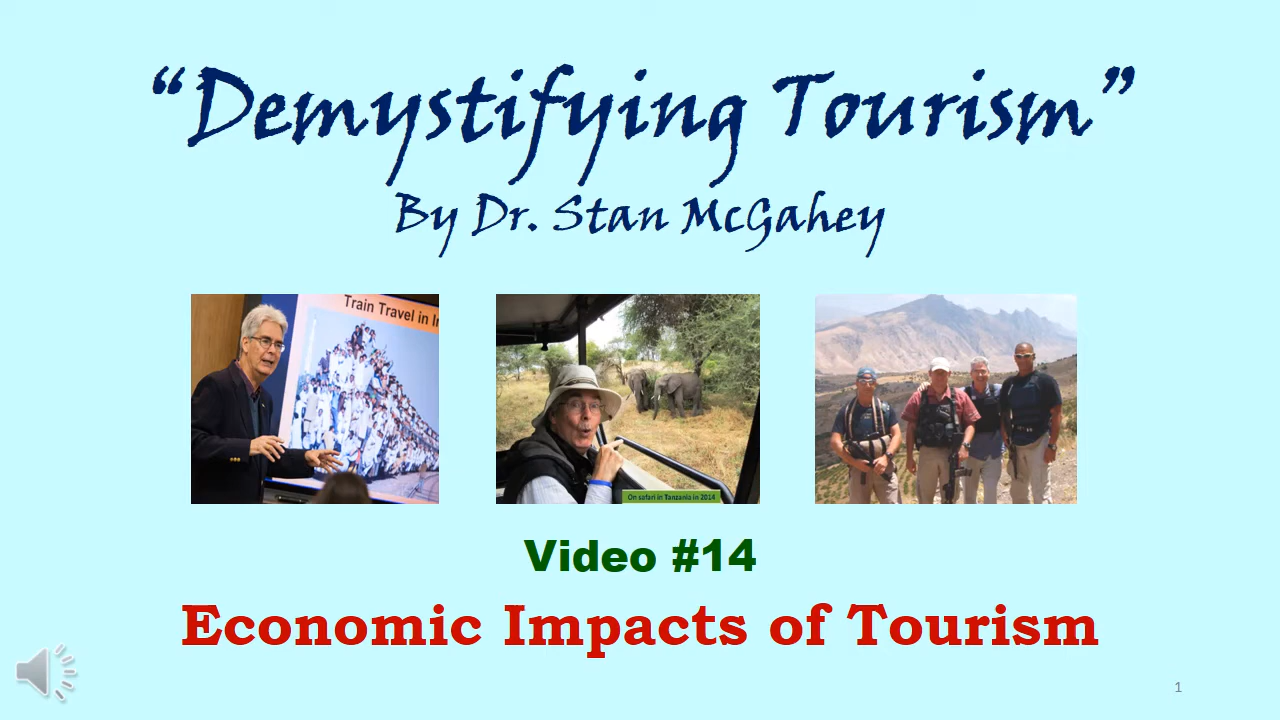 “Demystifying Tourism”
By Dr. Stan McGahey
Train Travel in
On safari in Tanzania in 2014
Video #14
Economic Impacts of Tourism
1